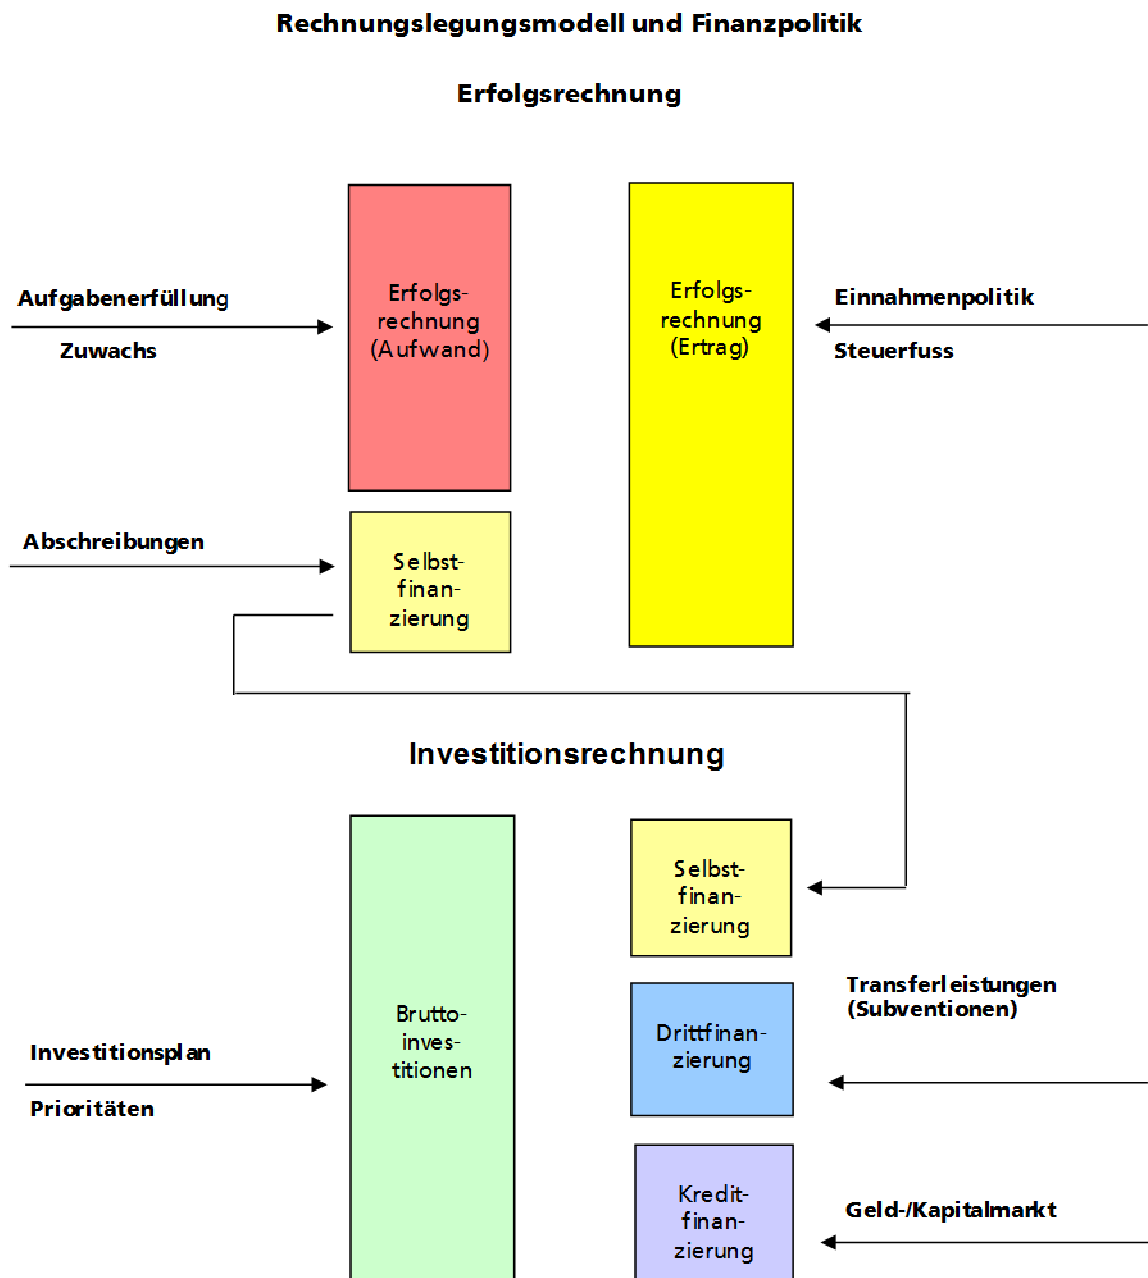 Rechnungslegungsmodell und Finanzpolitik
Erfolgsrechnung
Aufgabenerfüllung
Zuwachs
Erfolgs-
rechnung
(Aufwand)
Erfolgs-
rechnung
(Ertrag)
Einnahmenpolitik
Steuerfuss
Abschreibungen
Selbst-
finan-
zierung
Investitionsrechnung
Investitionsplan
Prioritäten
Brutto-
inves-
titionen
Selbst-
finan-
zierung
Drittfinan-
zierung
Transferleistungen
(Subventionen)
Kredit-
finan-
zierung
Geld-/Kapitalmarkt